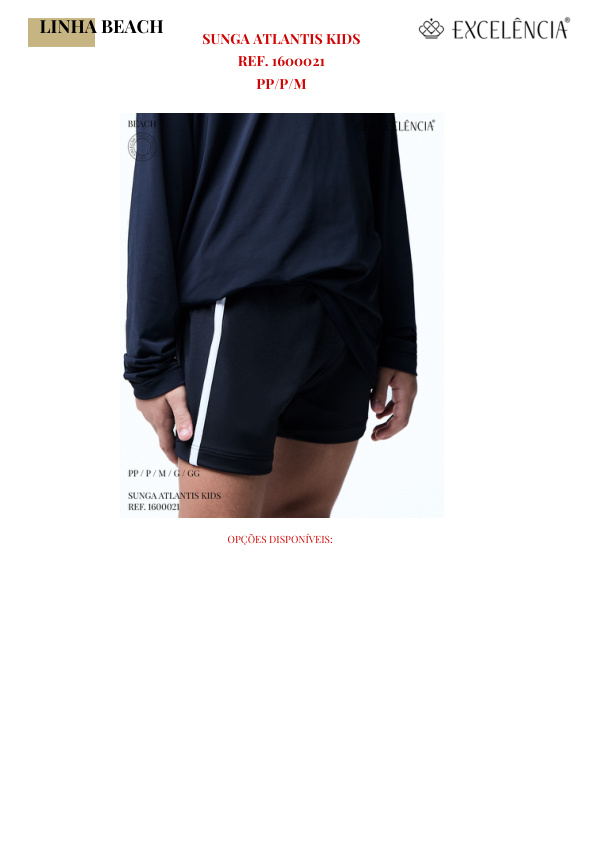 LINHA BEACH
SUNGA ATLANTIS KIDS
REF. 1600021
PP/P/M
EXCELÊNCIA®
BEACH
PP / P / M / G / GG
SUNGA ATLANTIS KIDS
REF. 1600021
OPÇÕES DISPONÍVEIS: